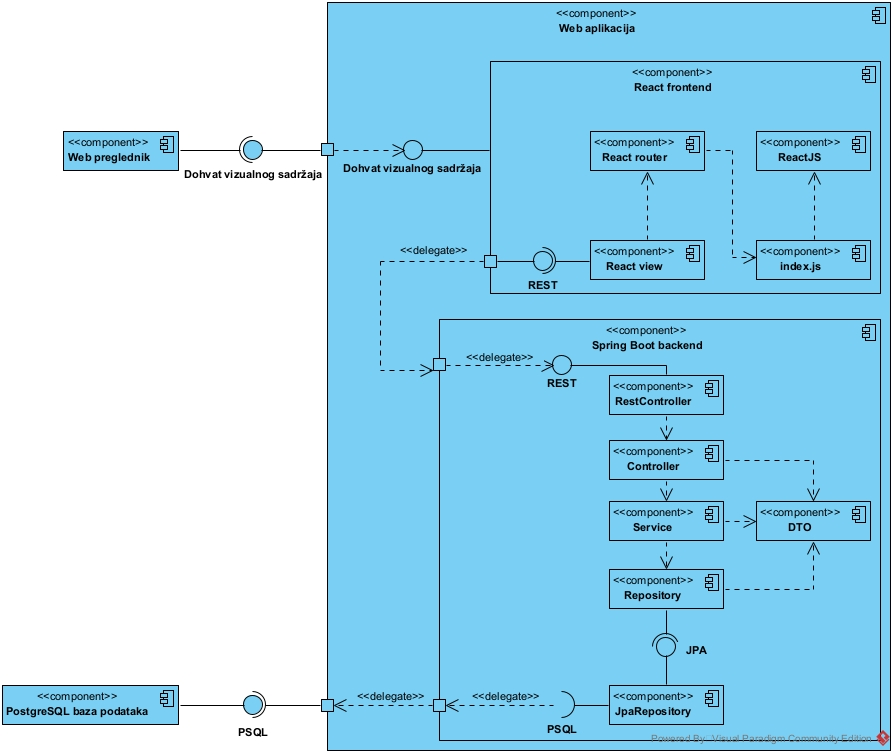 <<component>>
Web aplikacija
<<component>>
React frontend
<<component>>
Web preglednik
Dohvat vizualnog sadržaja
Dohvat vizualnog sadržaja
<<component>>
React router
<<component>>
ReactJS
<<delegate>>
REST
<<component>>
React view
<<component>>
index.js
<<component>>
Spring Boot backend
<<delegate>>
REST
<<component>>
RestController
<<component>>
Controller
<<component>>
Service
<<component>>
DTO
<<component>>
Repository
JPA
<<component>>
PostgreSQL baza podataka
PSQL
<<delegate>>
<<delegate>>
PSQL
<<component>>
JpaRepository
Powered By Visual Paradigm Community Edition